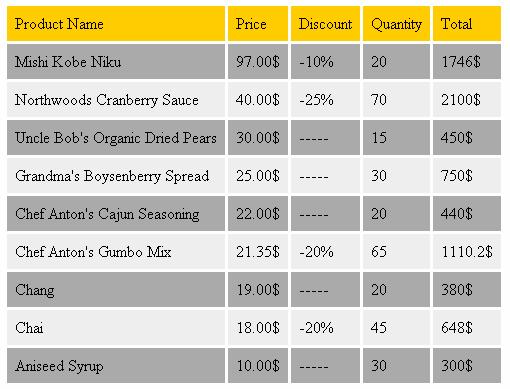 Product Name Price Discount Quantity Total
Mishi Kobe Niku 97.00$ -10% 20 1746$
Northwoods Cranberry Sauce 40.00$ -25% 70 2100$
Uncle Bob's Organic Dried Pears 30.00$ ----- 15 450$
Grandma's Boysenberry Spread 25.00$ ----- 30 750$
Chef Anton's Cajun Seasoning 22.00$ ----- 20 440$
Chef Anton's Gumbo Mix 21.35$ -20% 65 1110.2$
Chang 19.00$ ----- 20 380$
Chai 18.00$ -20% 45 648$
Aniseed Syrup 10.00$ ----- 30 300$